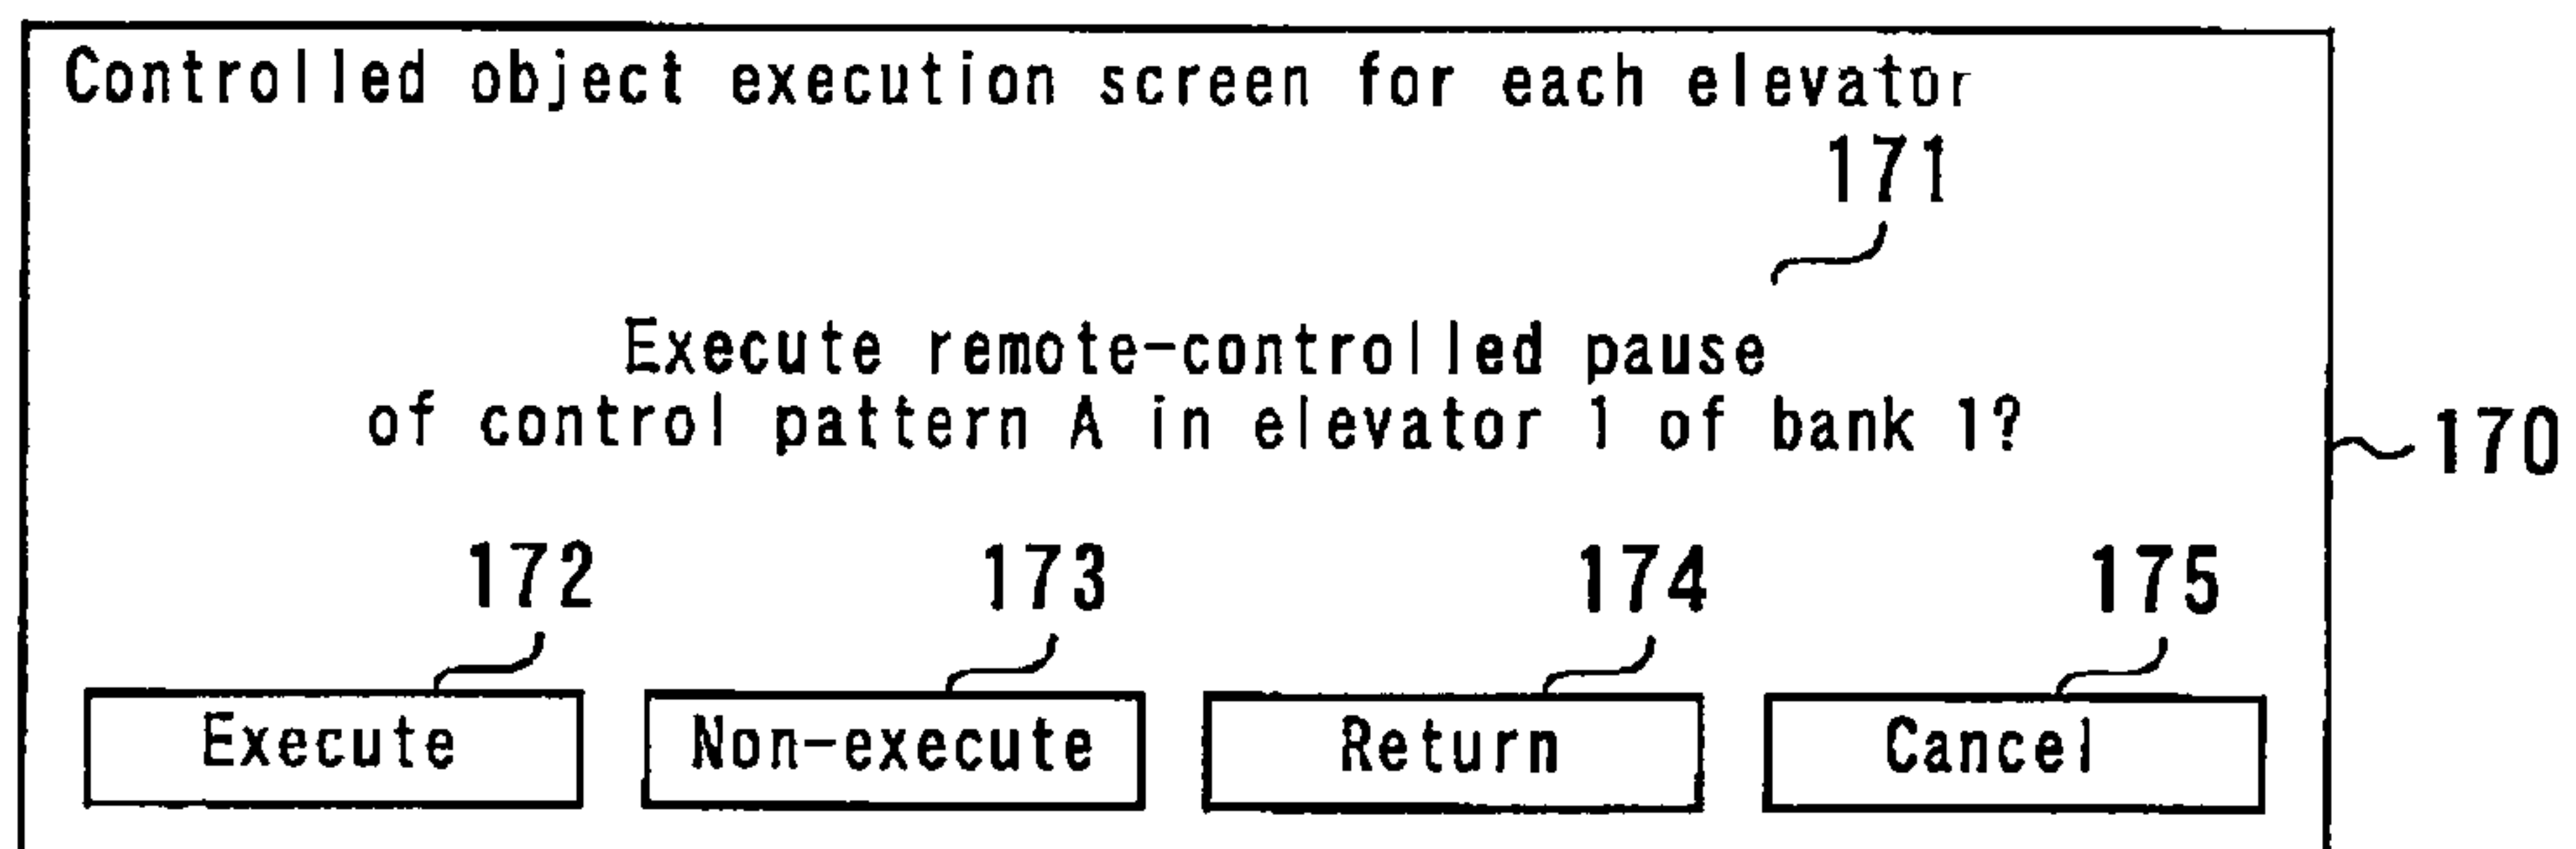 Controlled object execution screen for each elevator
171
Execute remote-controlled pause
of control pattern A in elevator 1 of bank 1?
170
172 173 174 175
Execute Non-execute Return Cancel